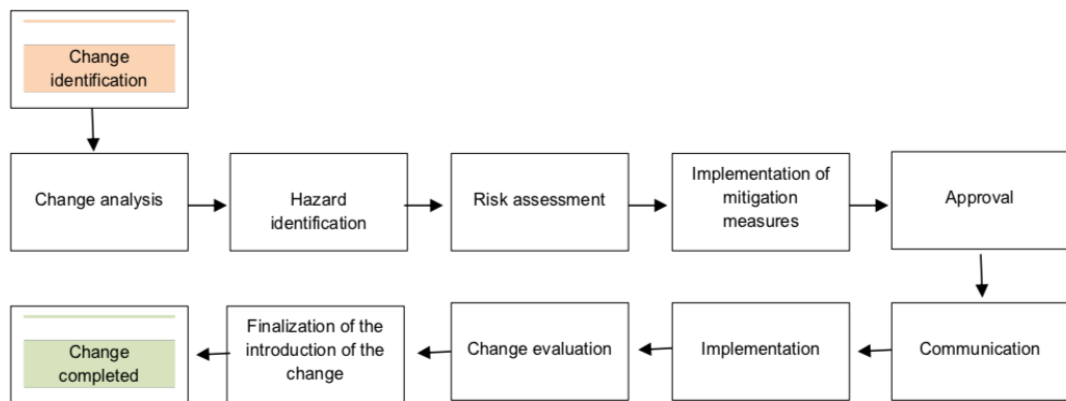 Change
identification
Change analysis
Hazard
identification
Risk assessment
Implementation of
mitigation
measures
Approval
Communication
Implementation
Change evaluation
Finalization of the
introduction of the
change
Change
completed